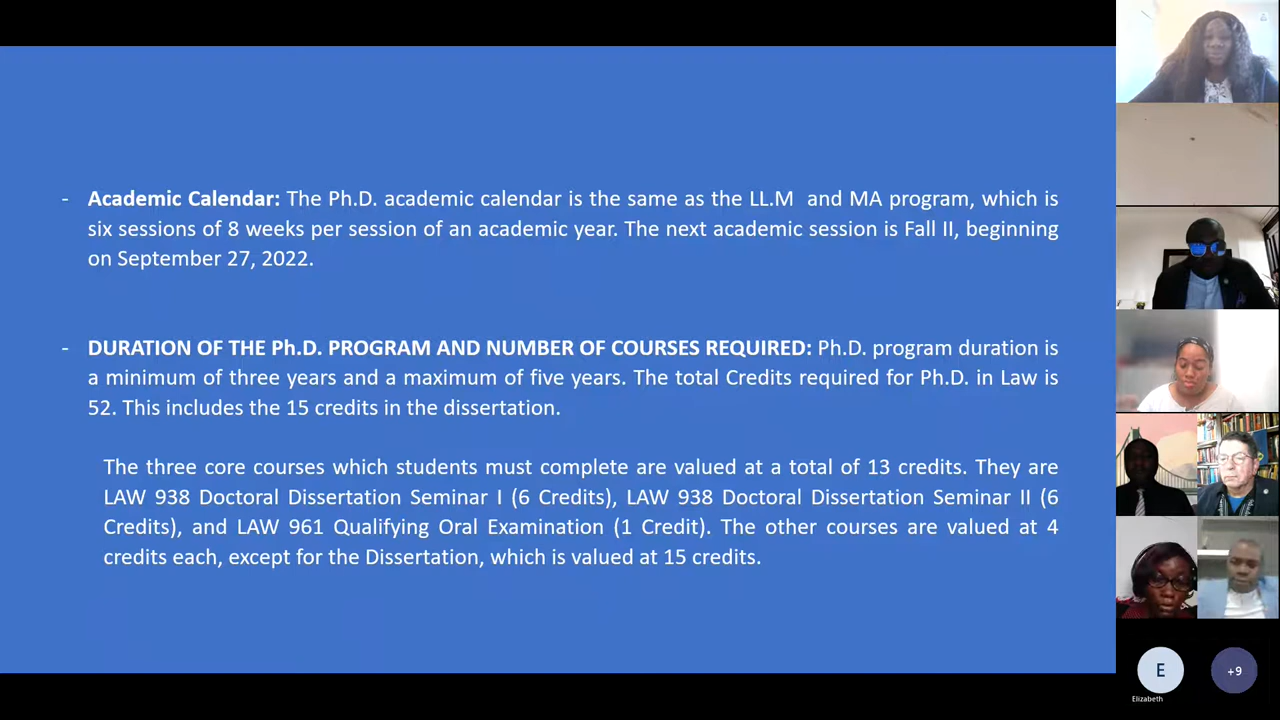 - Academic Calendar: The Ph.D. academic calendar is the same as the LL.M and MA program, which is
six sessions of 8 weeks per session of an academic year. The next academic session is Fall II, beginning
on September 27, 2022.
- DURATION OF THE Ph.D. PROGRAM AND NUMBER OF COURSES REQUIRED: Ph.D. program duration is
a minimum of three years and a maximum of five years. The total Credits required for Ph.D. in Law is
52. This includes the 15 credits in the dissertation.
The three core courses which students must complete are valued at a total of 13 credits. They are
LAW 938 Doctoral Dissertation Seminar I (6 Credits), LAW 938 Doctoral Dissertation Seminar II (6
Credits), and LAW 961 Qualifying Oral Examination (1 Credit). The other courses are valued at 4
credits each, except for the Dissertation, which is valued at 15 credits.
E
+9
Elizabeth